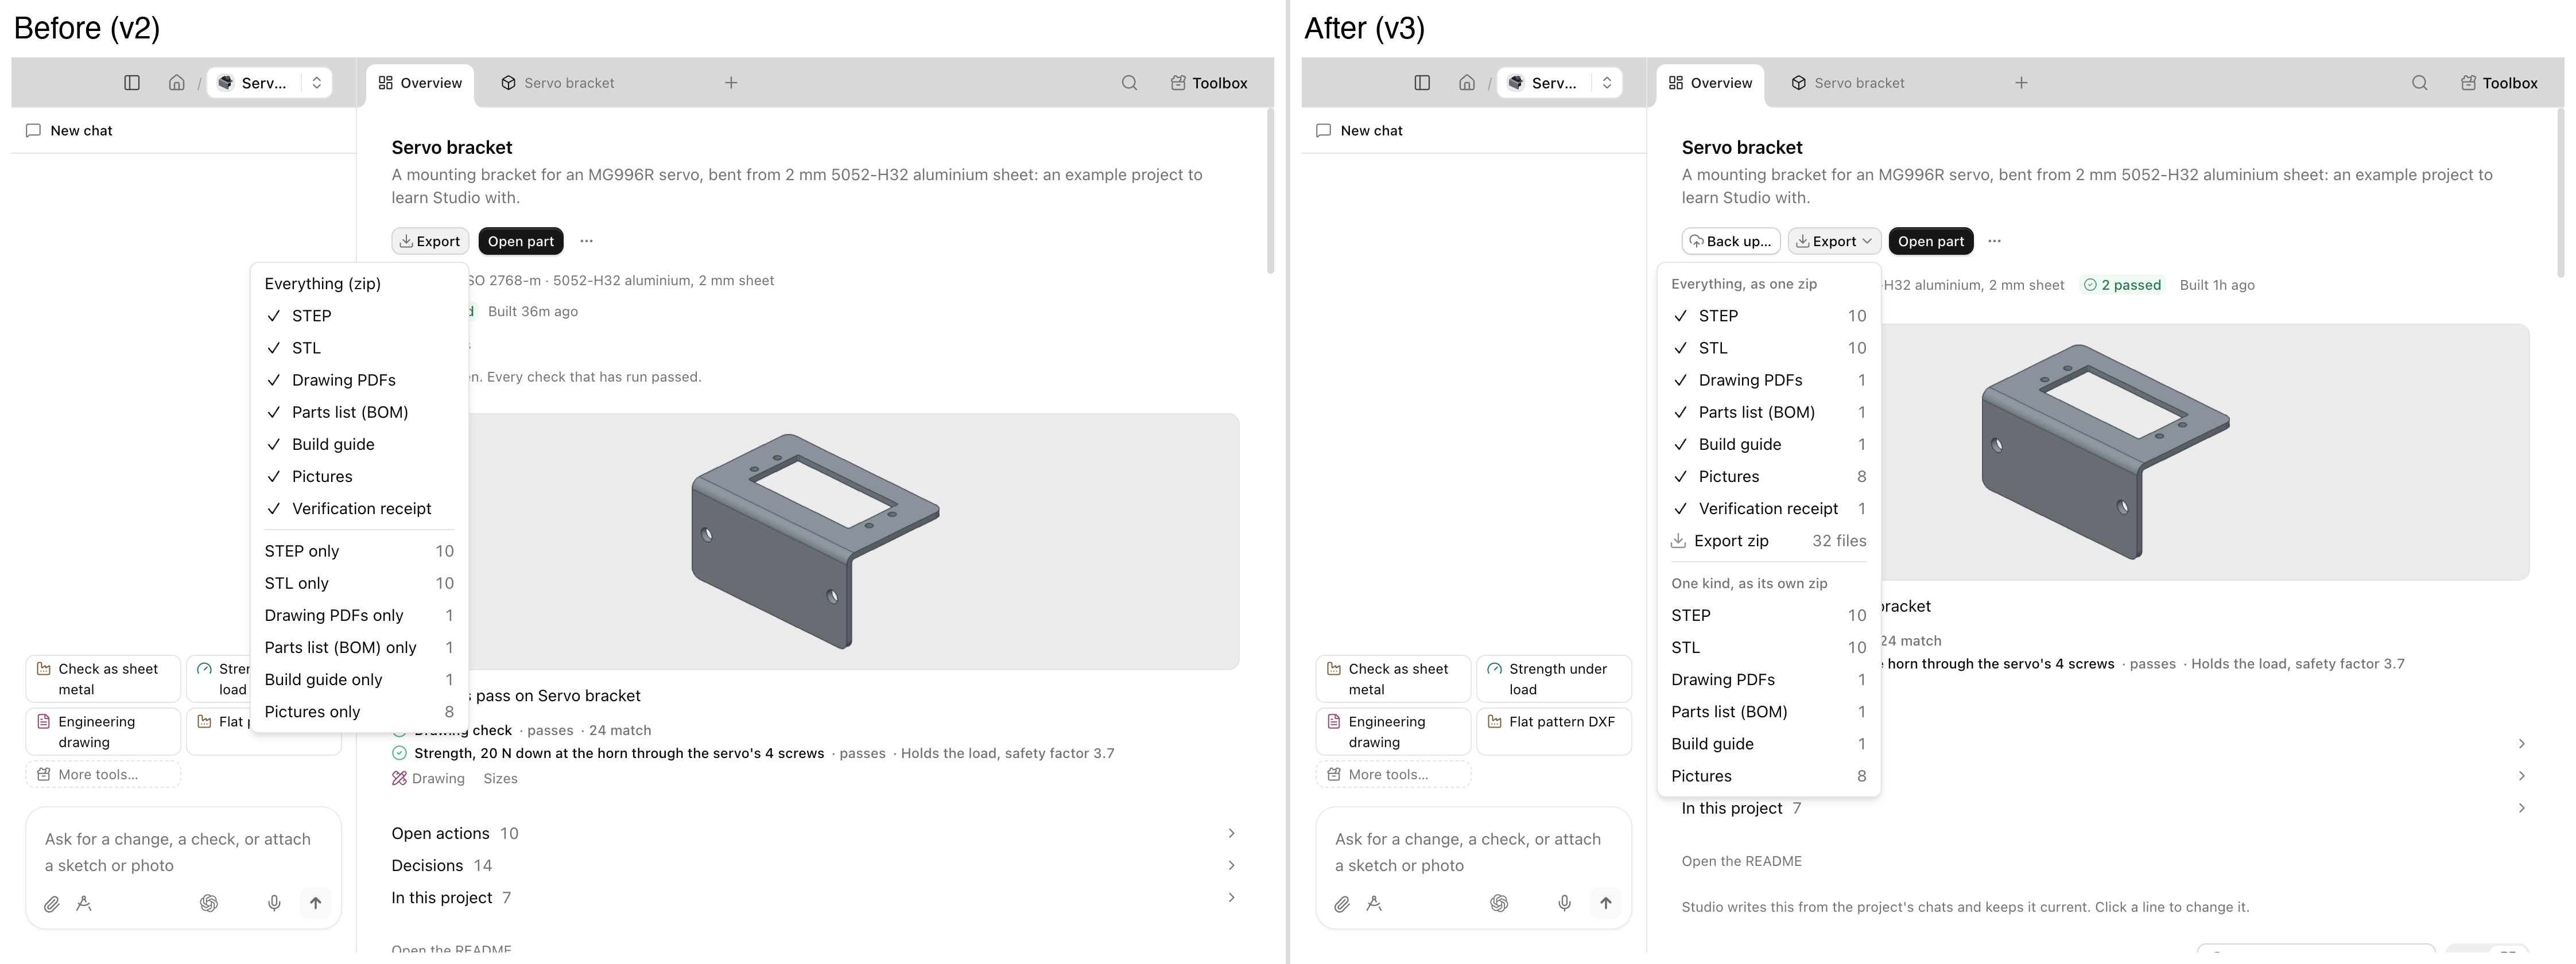 Before (v2)
Serv...
Overview
Servo bracket
Toolbox
New chat
Servo bracket
A mounting bracket for an MG996R servo, bent from 2 mm 5052-H32 aluminium sheet: an example project to
learn Studio with.
Export
Open part
Everything (zip)
SO 2768-m · 5052-H32 aluminium, 2 mm sheet
STEP
Built 36m ago
STL
Drawing PDFs
n. Every check that has run passed.
Parts list (BOM)
Build guide
Pictures
Verification receipt
STEP only 10
STL only 10
Drawing PDFs only 1
Parts list (BOM) only 1
Build guide only 1
Pictures only 8
Check as sheet
metal
load
Engineering
drawing
Flat
More tools...
s pass on Servo bracket
check · passes · 24 match
Strength, 20 N down at the horn through the servo's 4 screws · passes · Holds the load, safety factor 3.7
Drawing Sizes
Ask for a change, a check, or attach
a sketch or photo
Open actions 10
Decisions 14
In this project 7
Open the README
After (v3)
Serv...
Overview
Servo bracket
Toolbox
New chat
Servo bracket
A mounting bracket for an MG996R servo, bent from 2 mm 5052-H32 aluminium sheet: an example project to
learn Studio with.
Back up...
Export
Open part
Everything, as one zip
-H32 aluminium, 2 mm sheet 2 passed Built 1h ago
STEP 10
STL 10
Drawing PDFs 1
Parts list (BOM) 1
Build guide 1
Pictures 8
Verification receipt 1
Export zip 32 files
One kind, as its own zip
STEP 10
STL 10
Drawing PDFs 1
Parts list (BOM) 1
Build guide 1
Pictures 8
bracket
24 match
horn through the servo's 4 screws · passes · Holds the load, safety factor 3.7
Check as sheet
metal
Strength under
load
Engineering
drawing
Flat pattern DXF
More tools...
Ask for a change, a check, or attach
a sketch or photo
In this project 7
Open the README
Studio writes this from the project's chats and keeps it current. Click a line to change it.